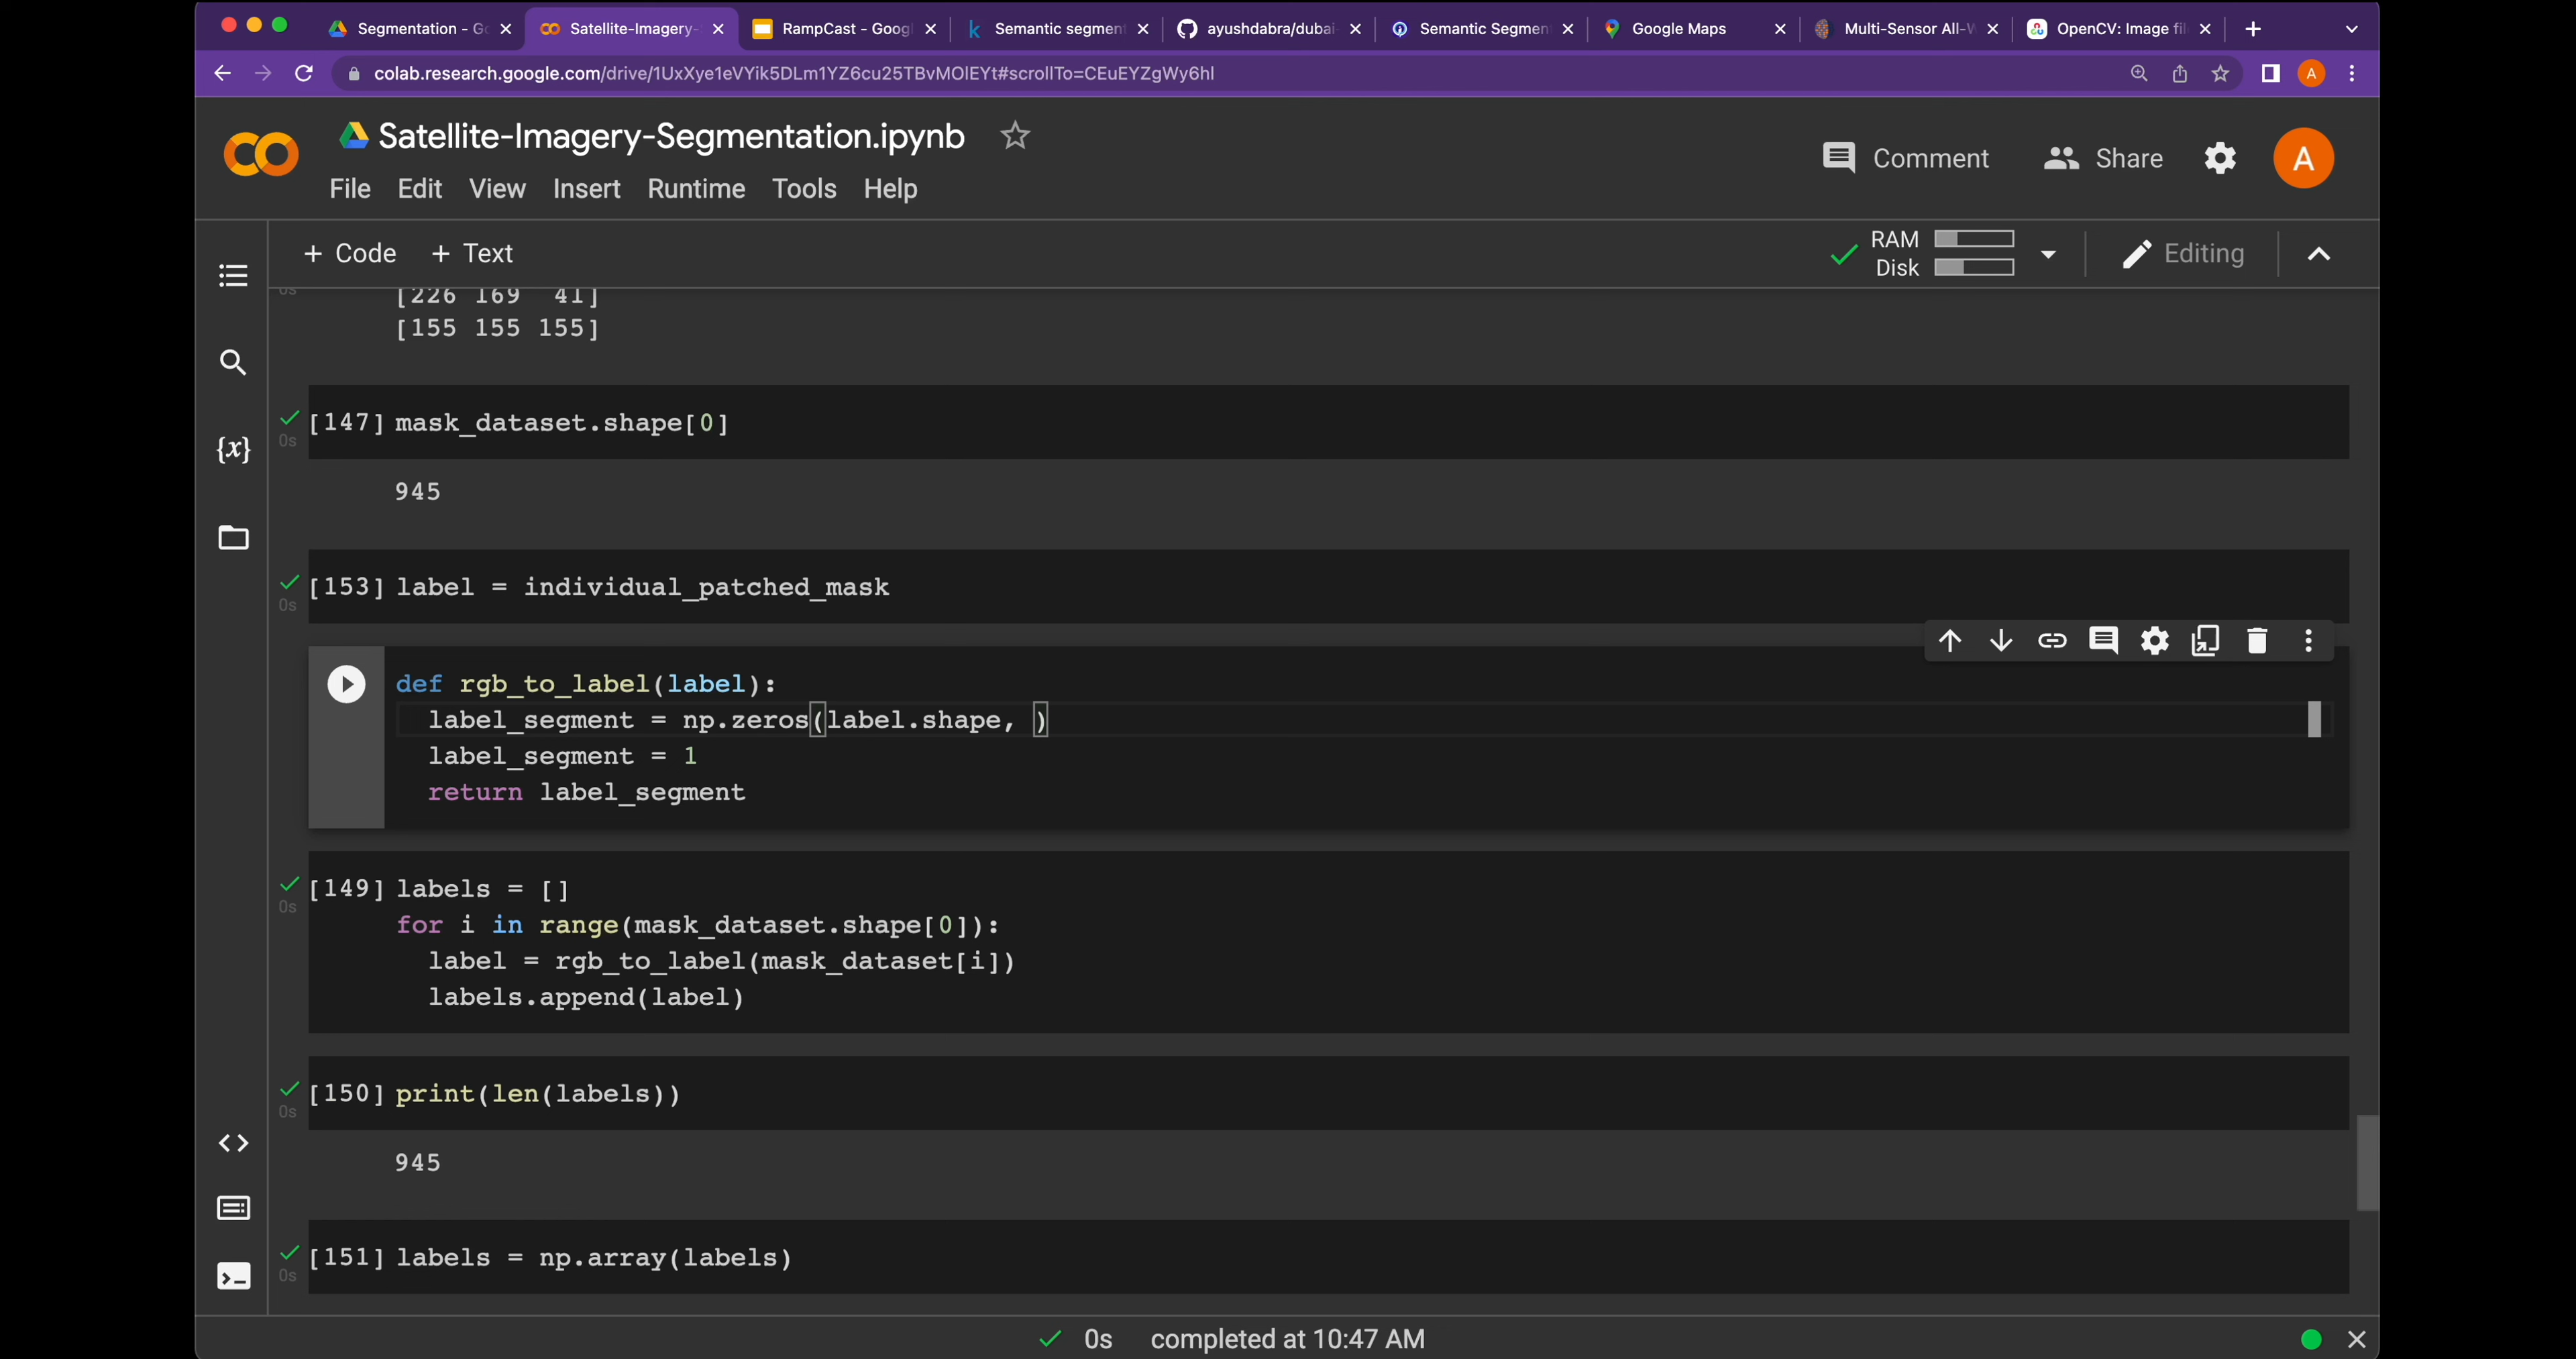 Segmentation - Go
Satellite-Imagery-
RampCast - Googl
Semantic segment
ayushdabra/dubai-
Semantic Segmen
Google Maps
Multi-Sensor All-W
OpenCV: Image fil
colab.research.google.com/drive/1UxXye1eVYik5DLm1YZ6cu25TBvMOlEYt#scrollTo=CEuEYZgWy6hl
A
Satellite-Imagery-Segmentation.ipynb
Comment
Share
A
File Edit View Insert Runtime Tools Help
+ Code + Text
RAM
Disk
Editing
0s
[226 169 41]
[155 155 155]
[147] mask_dataset.shape[0]
0s
945
[153] label = individual_patched_mask
0s
def rgb_to_label(label):
label_segment = np.zeros(label.shape, )
label_segment = 1
return label_segment
[149] labels = []
0s
for i in range(mask_dataset.shape[0]):
label = rgb_to_label(mask_dataset[i])
labels.append(label)
[150] print(len(labels))
0s
945
[151] labels = np.array(labels)
0s
0s completed at 10:47 AM